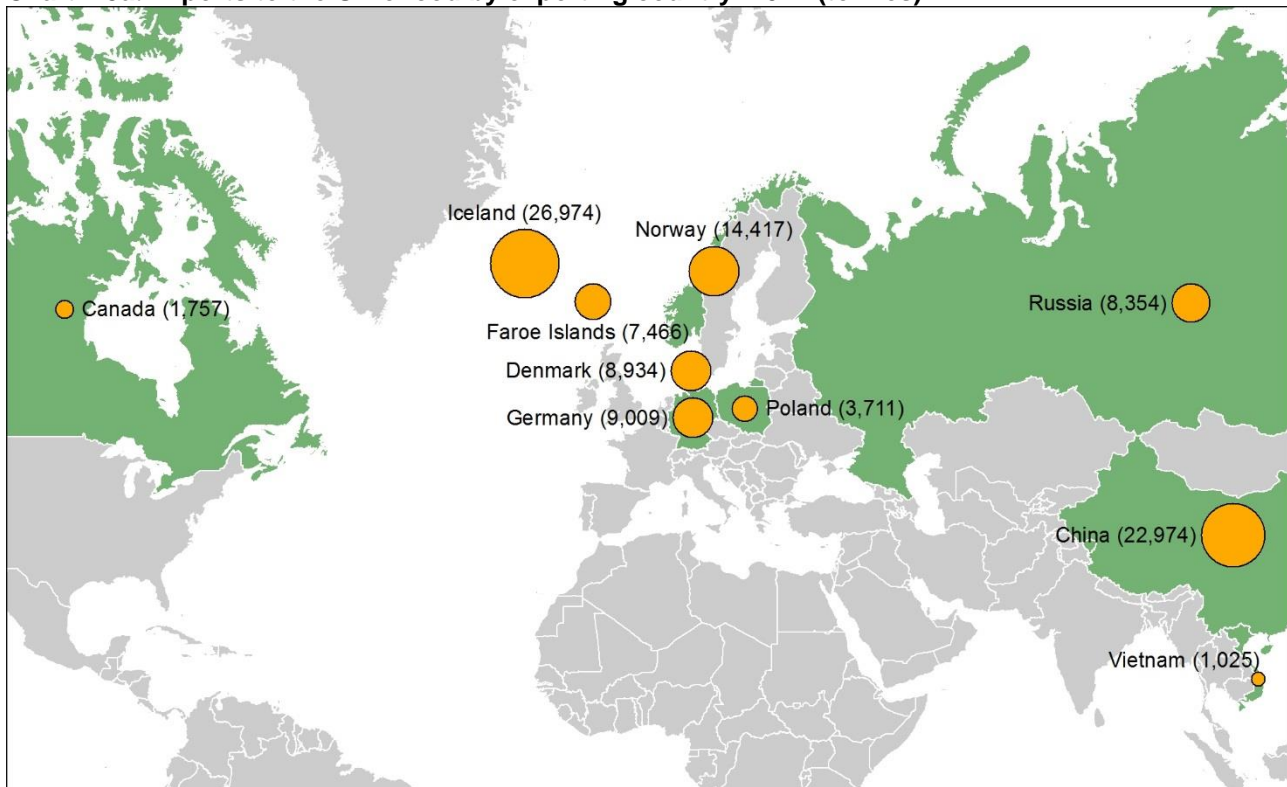 Iceland (26,974)
Norway (14,417)
Canada (1,757)
Faroe Islands (7,466)
Russia (8,354)
Denmark (8,934)
Germany (9,009)
Poland (3,711)
China (22,974)
Vietnam (1,025)